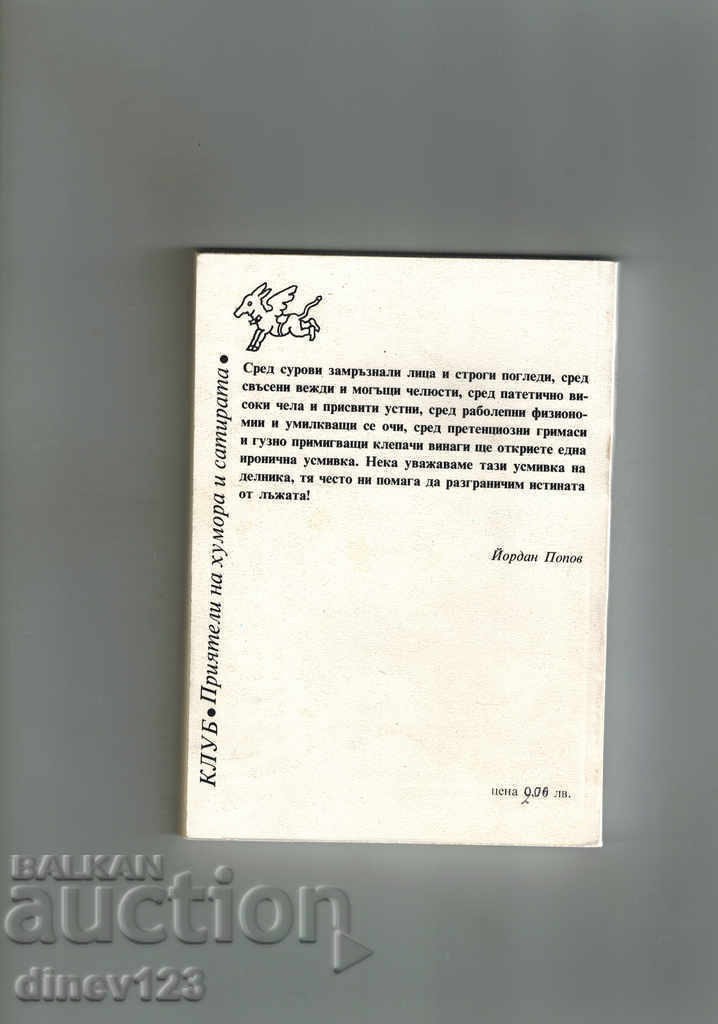 КЛУБ • Приятели на хумора и сатирата •
Сред сурови замръзнали лица и строги погледи, сред
свъсени вежди и могъщи челюсти, сред патетично ви-
соки чела и присвити устни, сред раболепни физионо-
мии и умилкващи се очи, сред претенциозни гримаси
и гузно примигващи клепачи винаги ще откриете една
иронична усмивка. Нека уважаваме тази усмивка на
делника, тя често ни помага да разграничим истината
от лъжата!
Йордан Попов
цена лв.
BALKAN
auction
dinev123